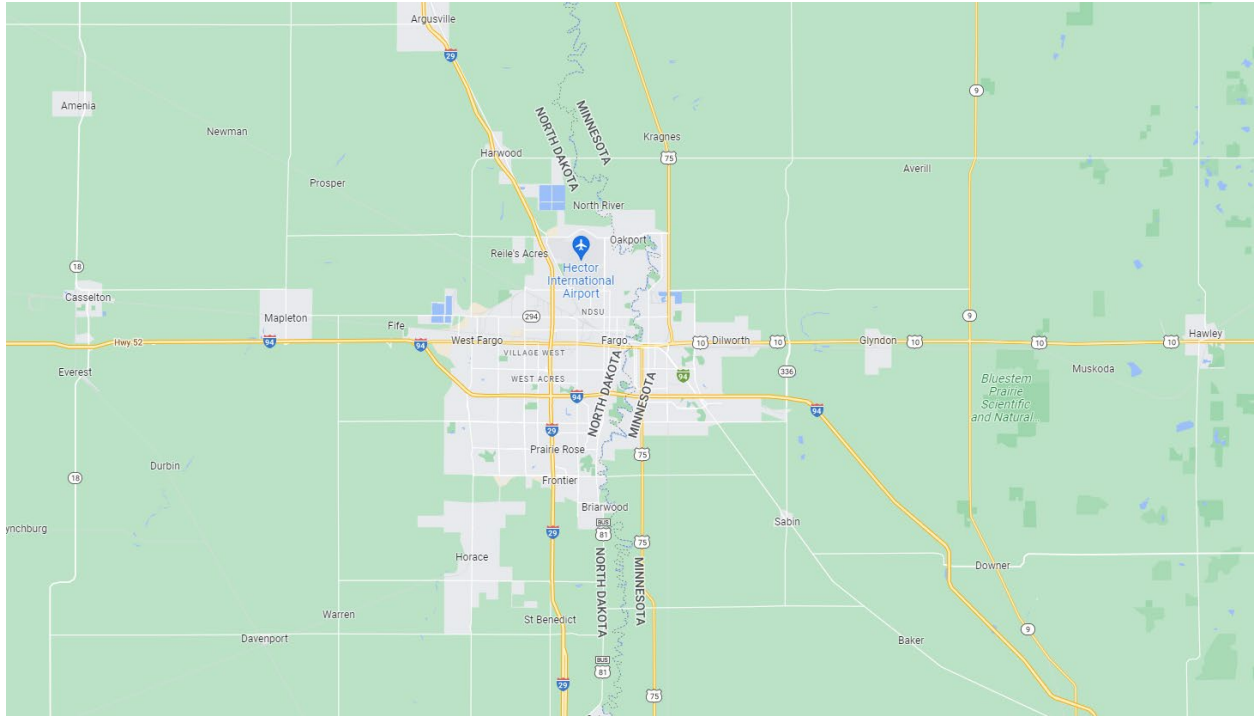 Argusville
29
9
Amenia
Newman
MINNESOTA
NORTH DAKOTA
Kragnes
75
Harwood
Averill
Prosper
North River
Oakport
Reile's Acres
Hector
International
Airport
18
Casselton
Mapleton
Fife
294
NDSU
9
Hawley
94
Hwy 52
94
West Fargo
VILLAGE WEST
Fargo
10
Dilworth
10
Glyndon
10
10
10
Everest
WEST ACRES
94
336
Muskoda
Bluestem
Prairie
Scientific
and Natural...
94
94
NORTH DAKOTA
MINNESOTA
29
Prairie Rose
75
Durbin
18
Frontier
Briarwood
ynchburg
Sabin
29
BUS
81
75
Horace
NORTH DAKOTA
MINNESOTA
Downer
Warren
St Benedict
9
Davenport
Baker
BUS
81
29
75